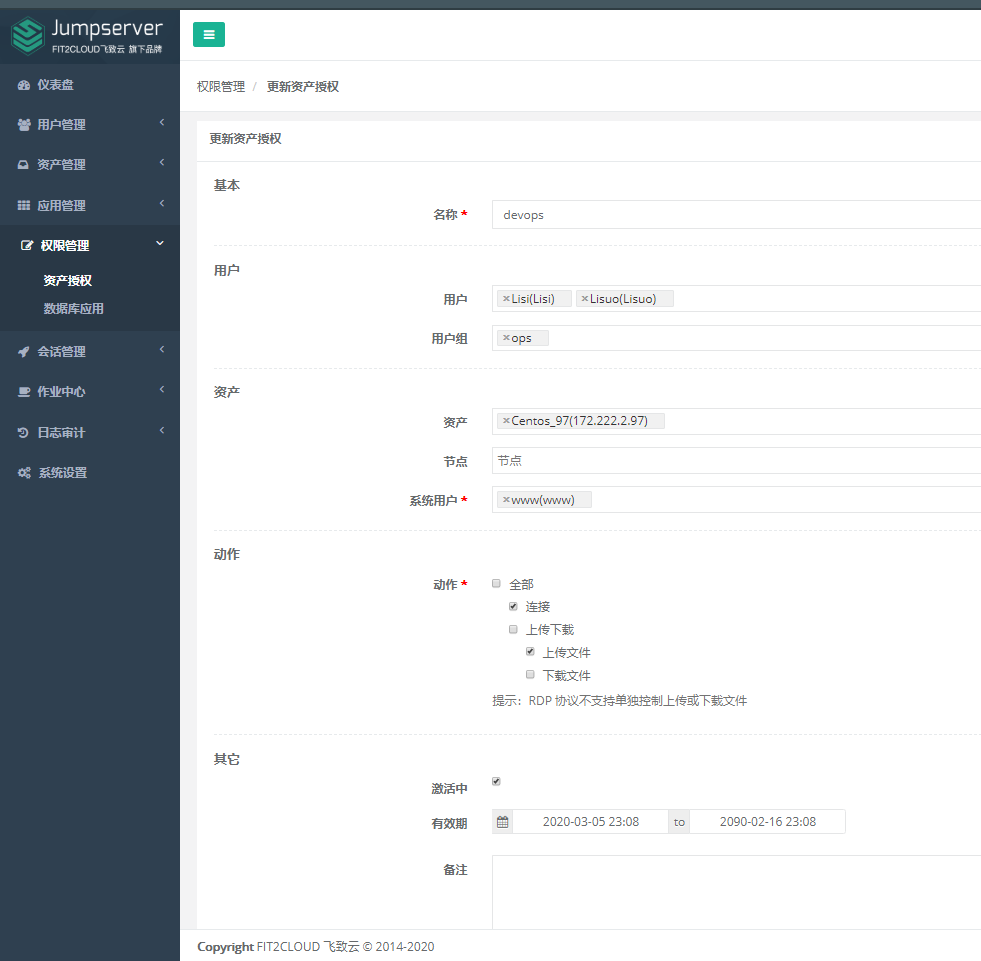 Jumpserver
FIT2CLOUD飞致云 旗下品牌
仪表盘
用户管理
资产管理
应用管理
权限管理
资产授权
数据库应用
会话管理
作业中心
日志审计
系统设置
权限管理 / 更新资产授权
更新资产授权
基本
名称 * devops
用户
用户 ×Lisi(Lisi) ×Lisuo(Lisuo)
用户组 ×ops
资产
资产 ×Centos_97(172.222.2.97)
节点 节点
系统用户 * ×www(www)
动作
动作 * 全部
连接
上传下载
上传文件
下载文件
提示：RDP 协议不支持单独控制上传或下载文件
其它
激活中
有效期 2020-03-05 23:08 to 2090-02-16 23:08
备注
Copyright FIT2CLOUD 飞致云 © 2014-2020